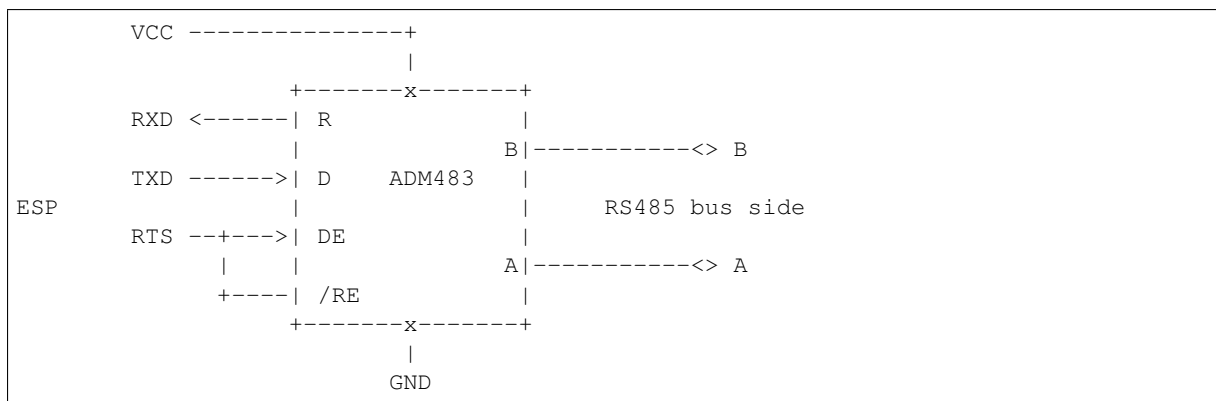 VCC ---------------+
|
+-------x-------+
RXD <------| R |
| B|-----------<> B
TXD ------>| D ADM483 |
ESP | | RS485 bus side
RTS --+--->| DE |
| | A|-----------<> A
+----| /RE |
+-------x-------+
|
GND